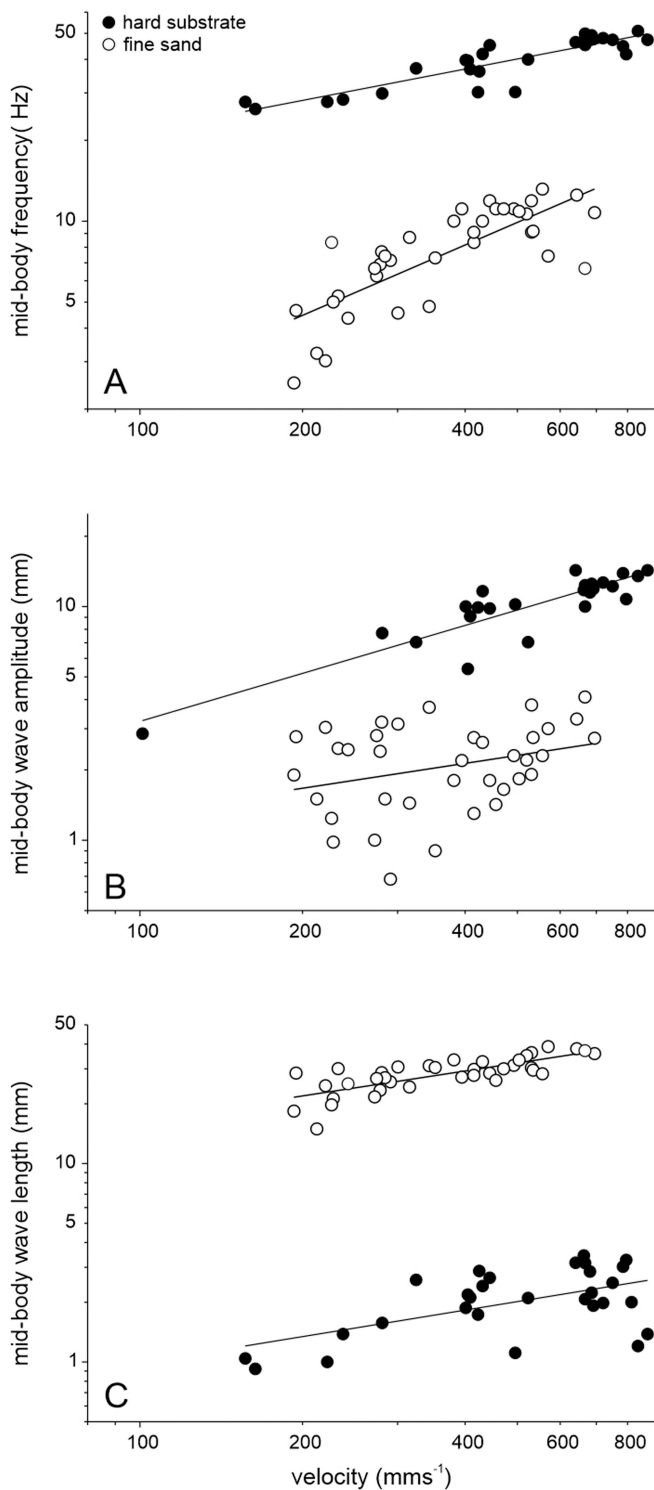 hard substrate
fine sand
mid-body frequency( Hz)
50
10
5
A
100
200
400
600
800
mid-body wave amplitude (mm)
10
5
1
B
100
200
400
600
800
mid-body wave length (mm)
50
10
5
1
C
100
200
400
600
800
velocity (mms⁻¹)